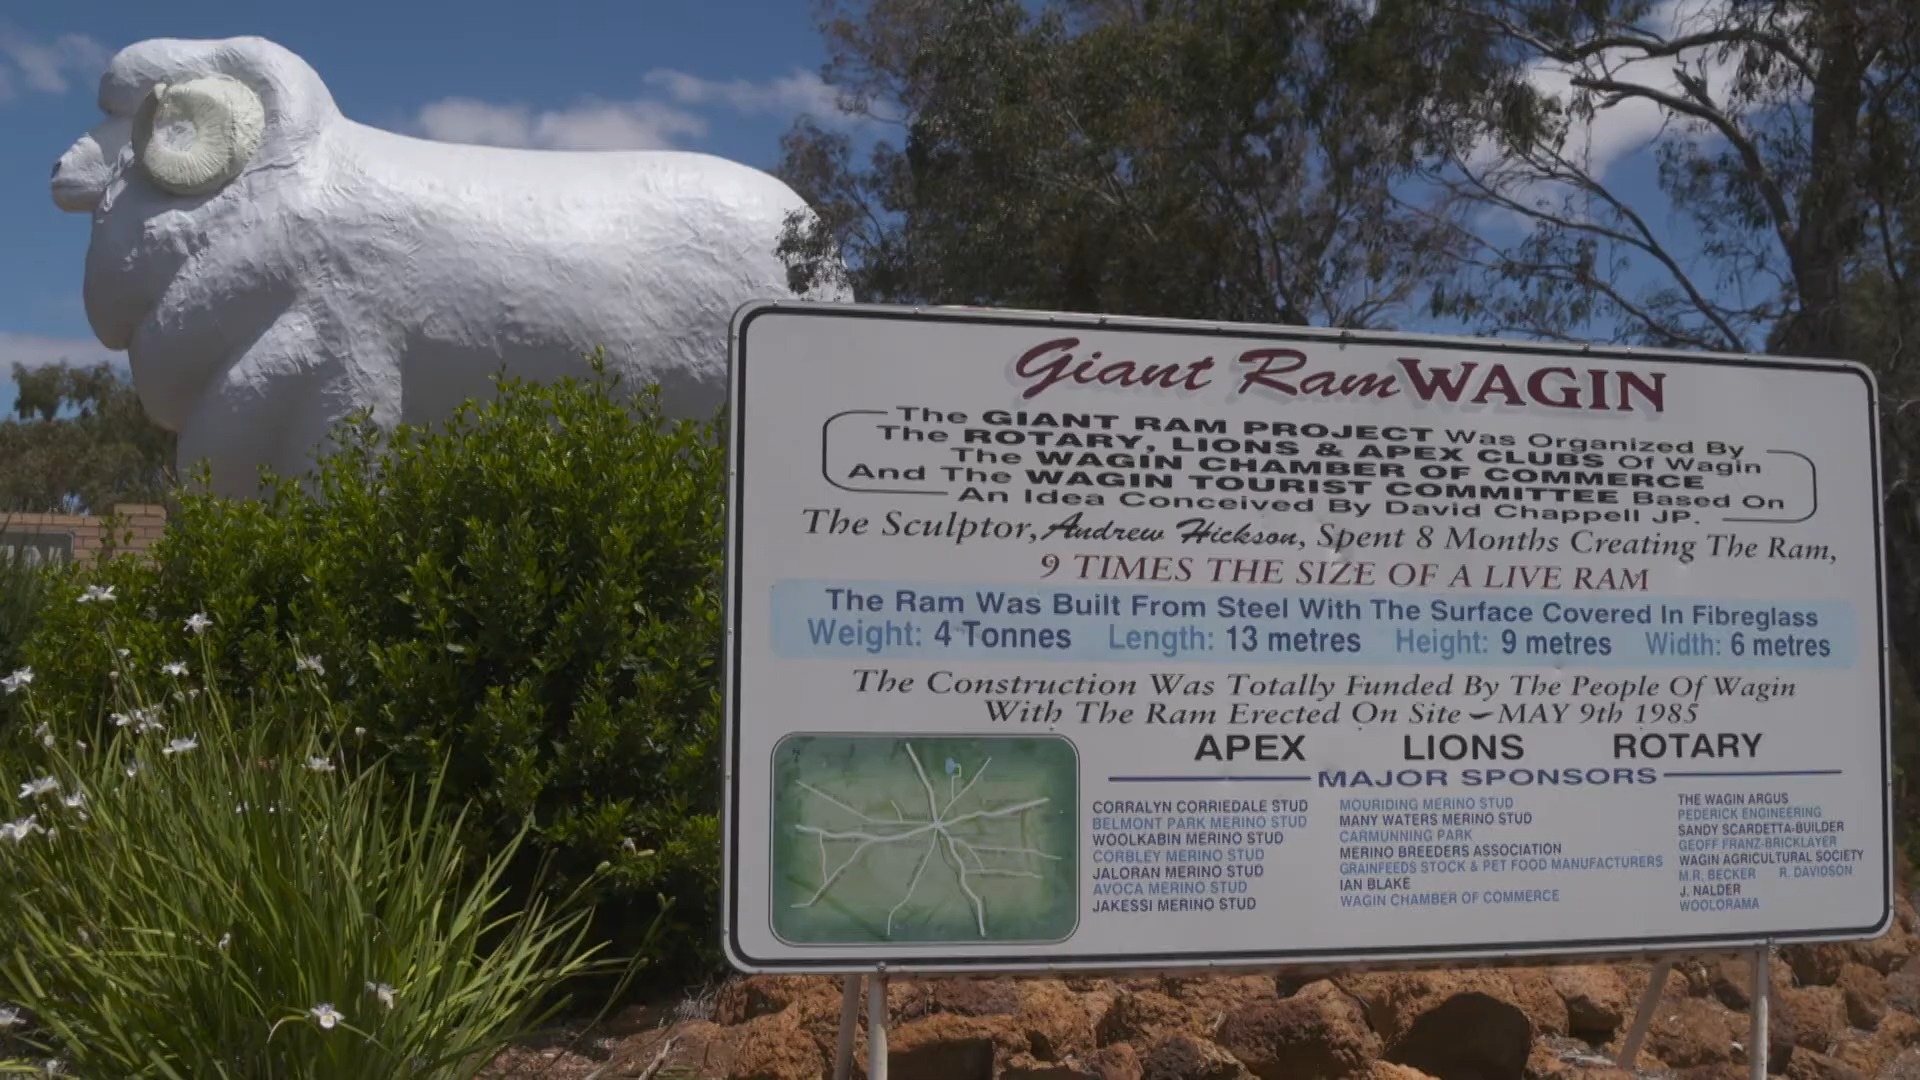 Giant Ram WAGIN
The GIANT RAM PROJECT Was Organized By
The ROTARY, LIONS & APEX CLUBS Of Wagin
The WAGIN CHAMBER OF COMMERCE
And The WAGIN TOURIST COMMITTEE Based On
An Idea Conceived By David Chappell JP.
The Sculptor, Andrew Hickson, Spent 8 Months Creating The Ram,
9 TIMES THE SIZE OF A LIVE RAM
The Ram Was Built From Steel With The Surface Covered In Fibreglass
Weight: 4 Tonnes Length: 13 metres Height: 9 metres Width: 6 metres
The Construction Was Totally Funded By The People Of Wagin
With The Ram Erected On Site – MAY 9th 1985
APEX LIONS ROTARY
MAJOR SPONSORS
CORRALYN CORRIEDALE STUD
BELMONT PARK MERINO STUD
WOOLKABIN MERINO STUD
CORBLEY MERINO STUD
JALORAN MERINO STUD
AVOCA MERINO STUD
JAKESSI MERINO STUD
MOURIDING MERINO STUD
MANY WATERS MERINO STUD
CARMUNNING PARK
MERINO BREEDERS ASSOCIATION
GRAINFEEDS STOCK & PET FOOD MANUFACTURERS
IAN BLAKE
WAGIN CHAMBER OF COMMERCE
THE WAGIN ARGUS
PEDERICK ENGINEERING
SANDY SCARDETTA-BUILDER
GEOFF FRANZ-BRICKLAYER
WAGIN AGRICULTURAL SOCIETY
M.R. BECKER R. DAVIDSON
J. NALDER
WOOLORAMA